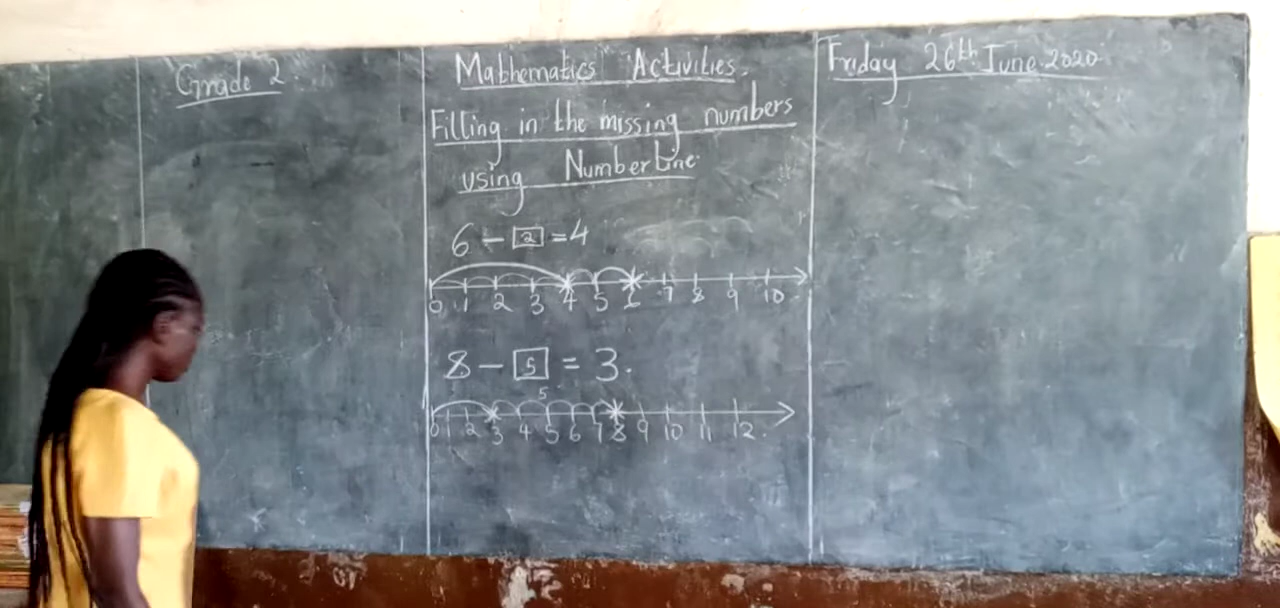 Grade 2.
Mathematics Activities.
Friday 26th June 2020
Filling in the missing numbers
using Number Line.
6 - 2 = 4
0 1 2 3 4 5 6 7 8 9 10
8 - 5 = 3.
5
0 1 2 3 4 5 6 7 8 9 10 11 12.